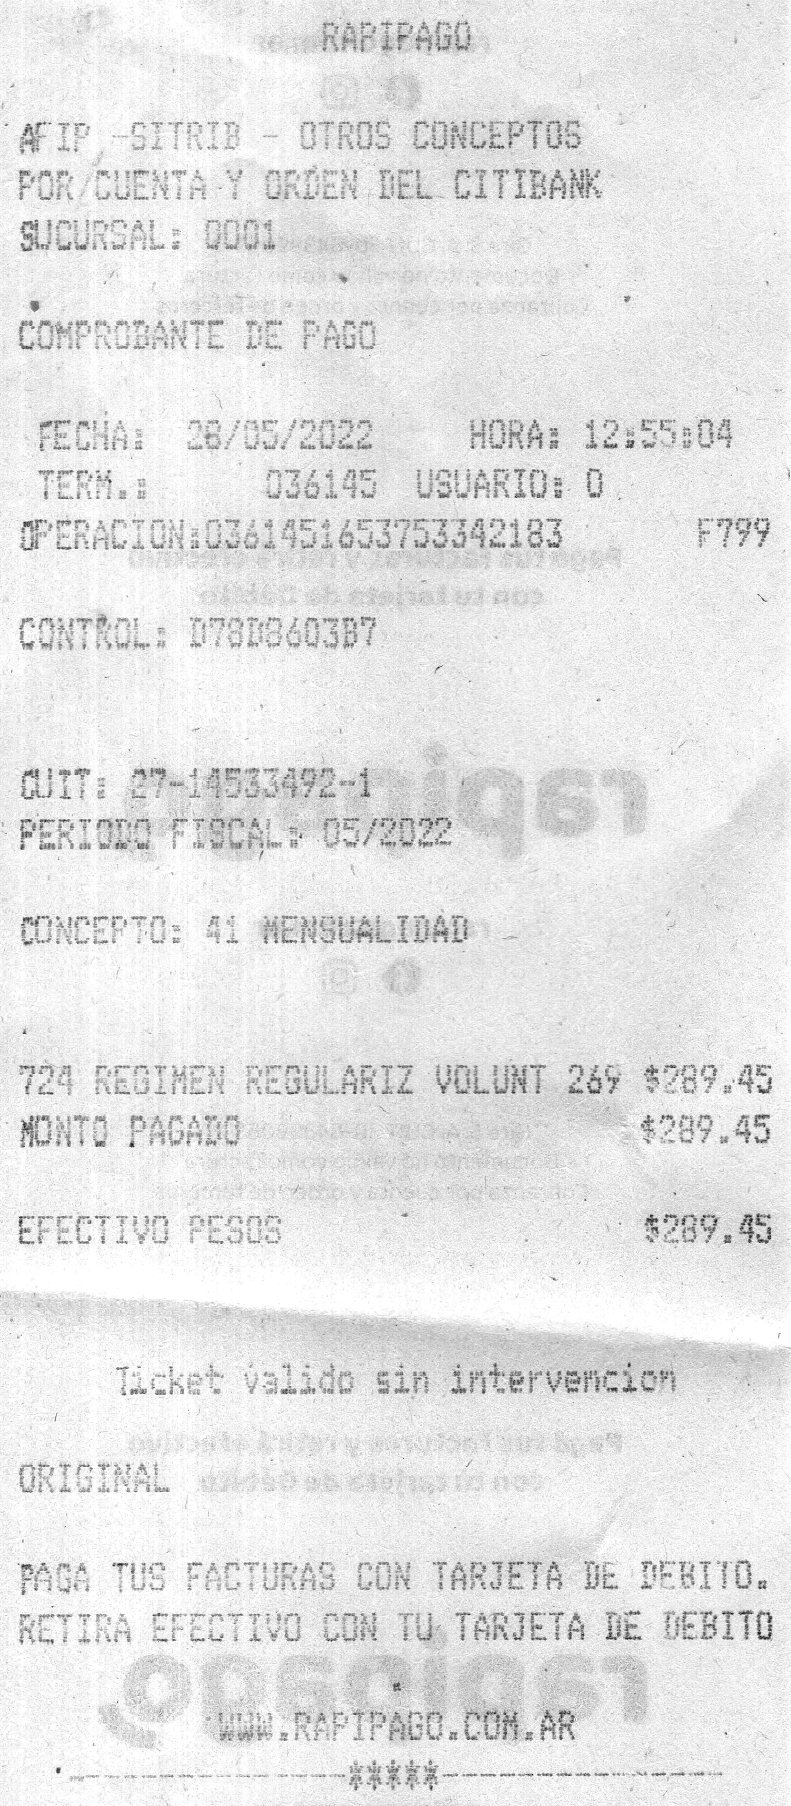 RAPIPAGO
AFIP -SITRIB - OTROS CONCEPTOS
POR CUENTA Y ORDEN DEL CITIBANK
SUCURSAL: 0001
COMPROBANTE DE PAGO
FECHA: 28/05/2022 HORA: 12:55:04
TERM.: 036145 USUARIO: 0
OPERACION:0361451653753342183 F799
CONTROL: D78D8603B7
CUIT: 27-14533492-1
PERIODO FISCAL: 05/2022
CONCEPTO: 41 MENSUALIDAD
724 REGIMEN REGULARIZ VOLUNT 269 $289.45
MONTO PAGADO $289.45
EFECTIVO PESOS $289.45
Ticket valido sin intervencion
ORIGINAL
PAGA TUS FACTURAS CON TARJETA DE DEBITO.
RETIRA EFECTIVO CON TU TARJETA DE DEBITO
WWW.RAPIPAGO.COM.AR
---------------*****---------------